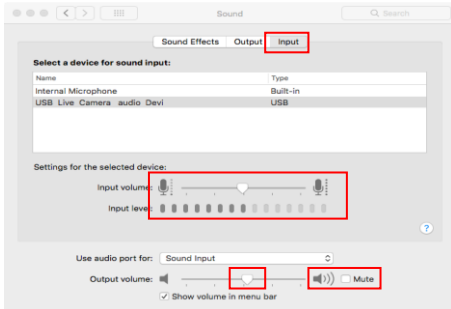 Sound
Search
Sound Effects Output Input
Select a device for sound input:
Name Type
Internal Microphone Built-in
USB Live Camera audio Devi USB
Settings for the selected device:
Input volume:
Input level:
?
Use audio port for: Sound Input
Output volume: Mute
Show volume in menu bar